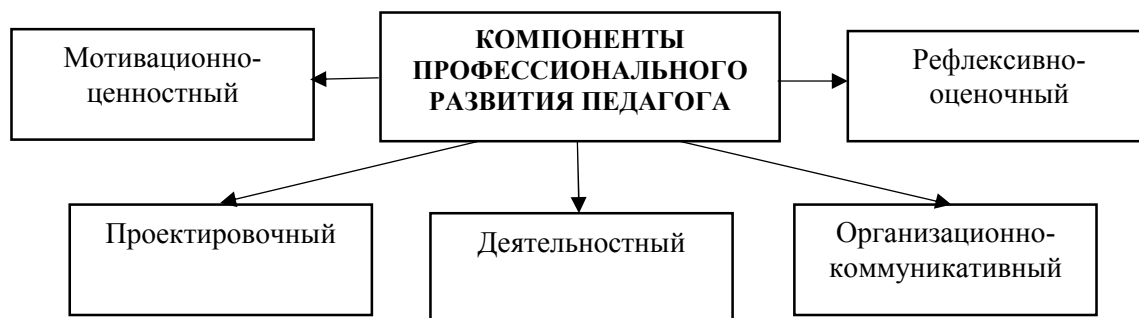 Мотивационно-
ценностный
КОМПОНЕНТЫ
ПРОФЕССИОНАЛЬНОГО
РАЗВИТИЯ ПЕДАГОГА
Рефлексивно-
оценочный
Проектировочный
Деятельностный
Организационно-
коммуникативный